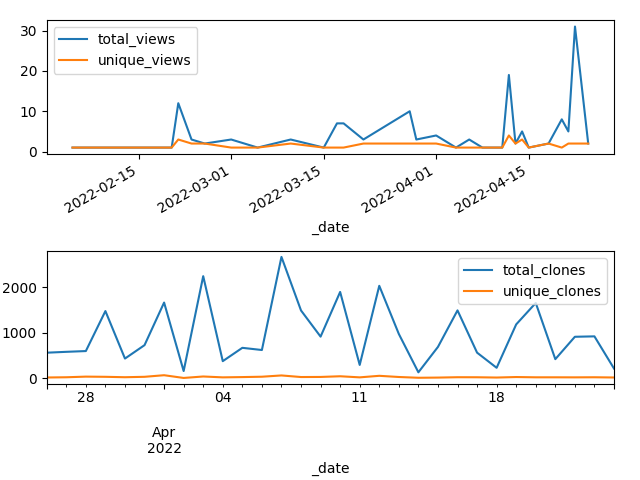 30
20
10
0
total_views
unique_views
2022-02-15
2022-03-01
2022-03-15
2022-04-01
2022-04-15
_date
2000
1000
0
total_clones
unique_clones
28
04
11
18
Apr
2022
_date